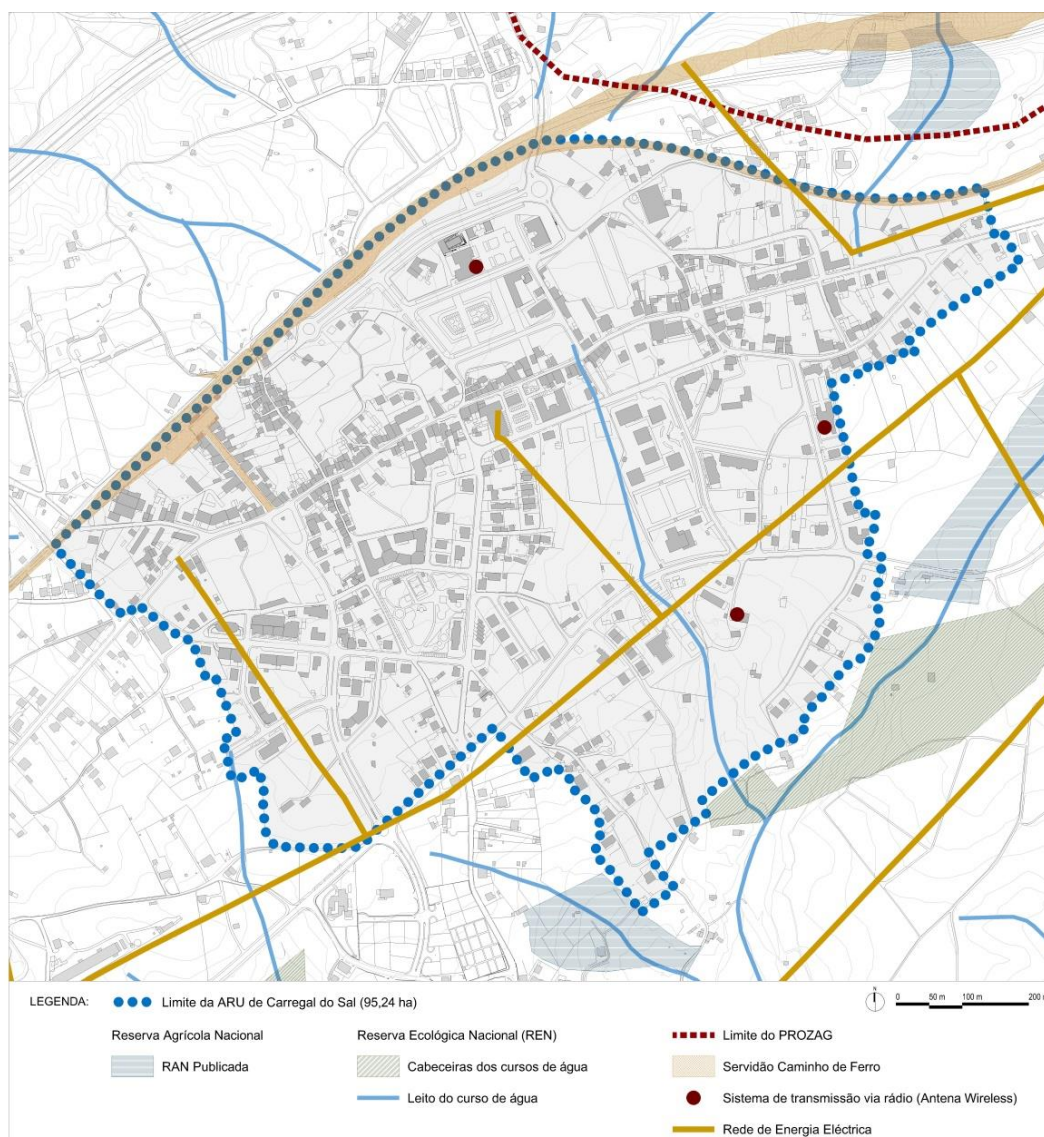 LEGENDA:
Limite da ARU de Carregal do Sal (95,24 ha)
0 50 m 100 m 200 m
Reserva Agrícola Nacional
RAN Publicada
Reserva Ecológica Nacional (REN)
Cabeceiras dos cursos de água
Leito do curso de água
Limite do PROZAG
Servidão Caminho de Ferro
Sistema de transmissão via rádio (Antena Wireless)
Rede de Energia Eléctrica